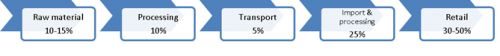 Raw material
10-15%
Processing
10%
Transport
5%
Import &
processing
25%
Retail
30-50%